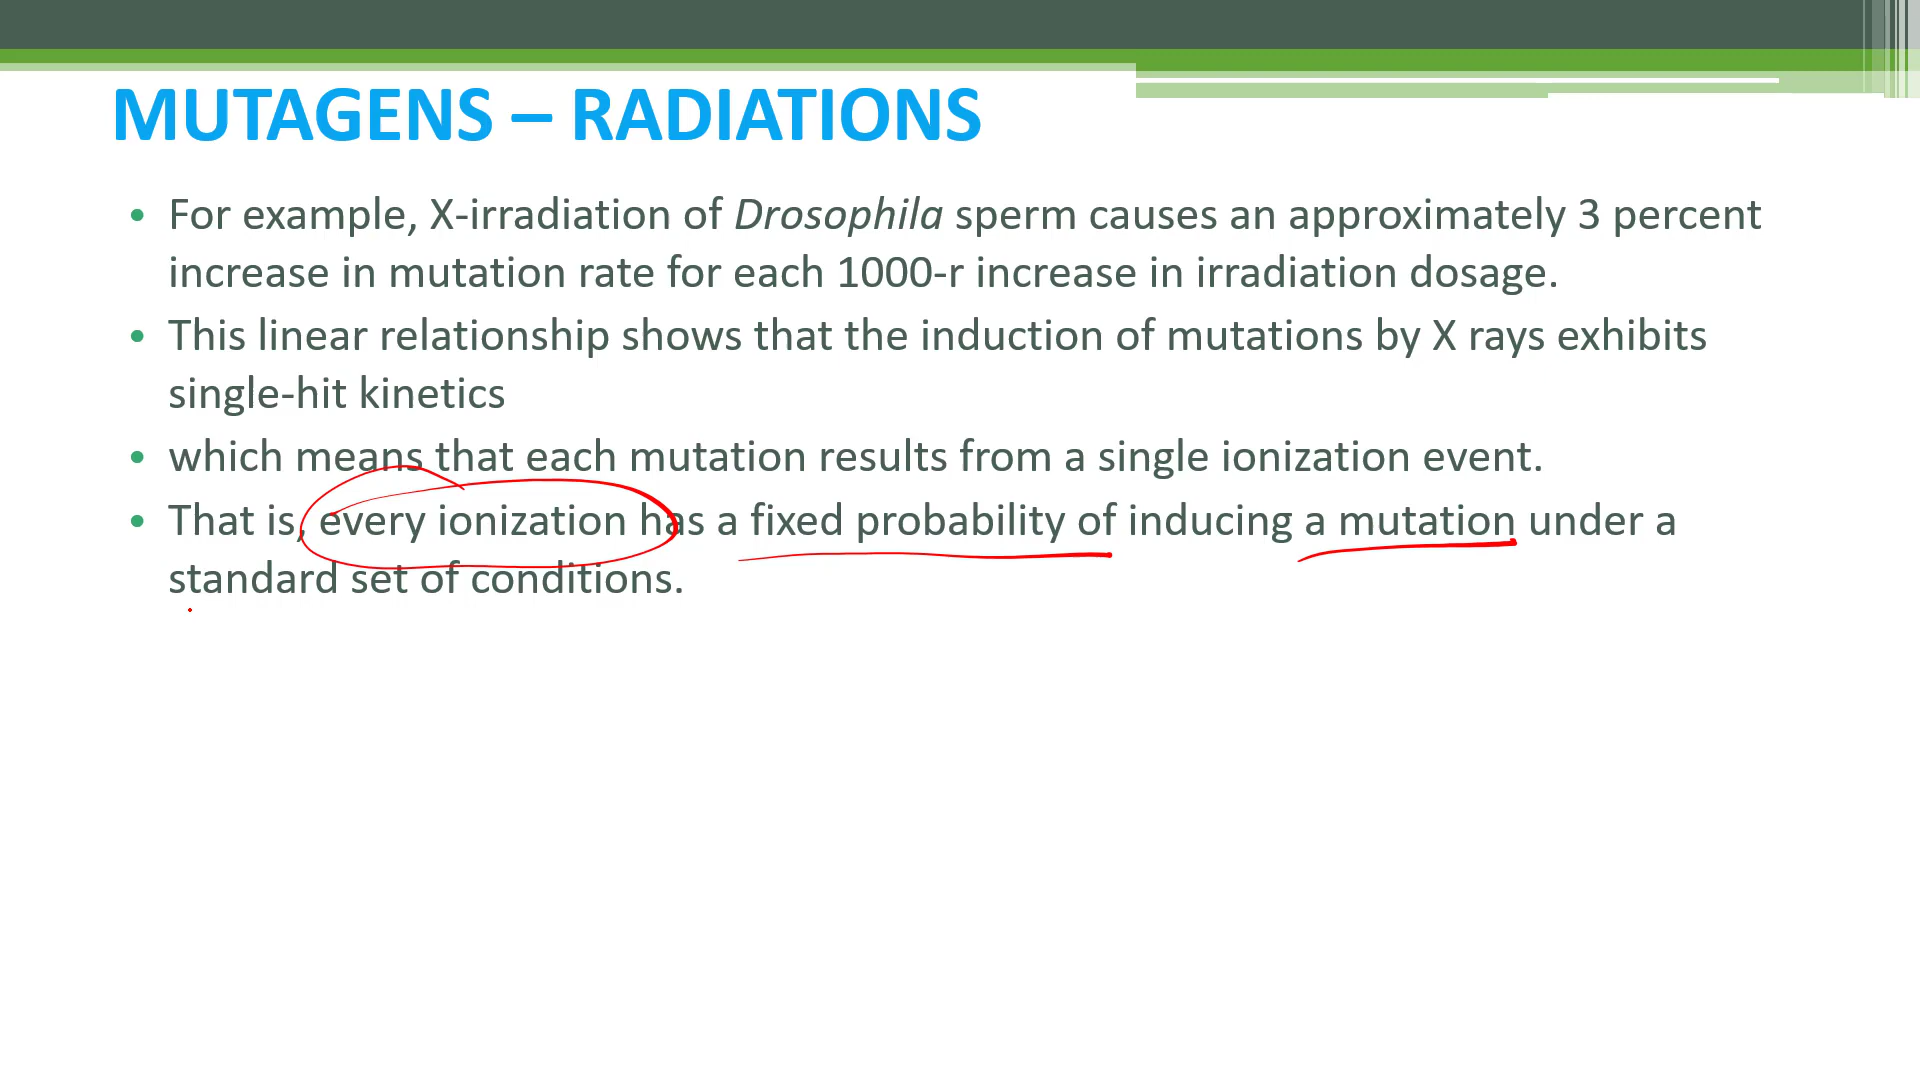 MUTAGENS – RADIATIONS
• For example, X-irradiation of Drosophila sperm causes an approximately 3 percent
increase in mutation rate for each 1000-r increase in irradiation dosage.
• This linear relationship shows that the induction of mutations by X rays exhibits
single-hit kinetics
• which means that each mutation results from a single ionization event.
• That is, every ionization has a fixed probability of inducing a mutation under a
standard set of conditions.